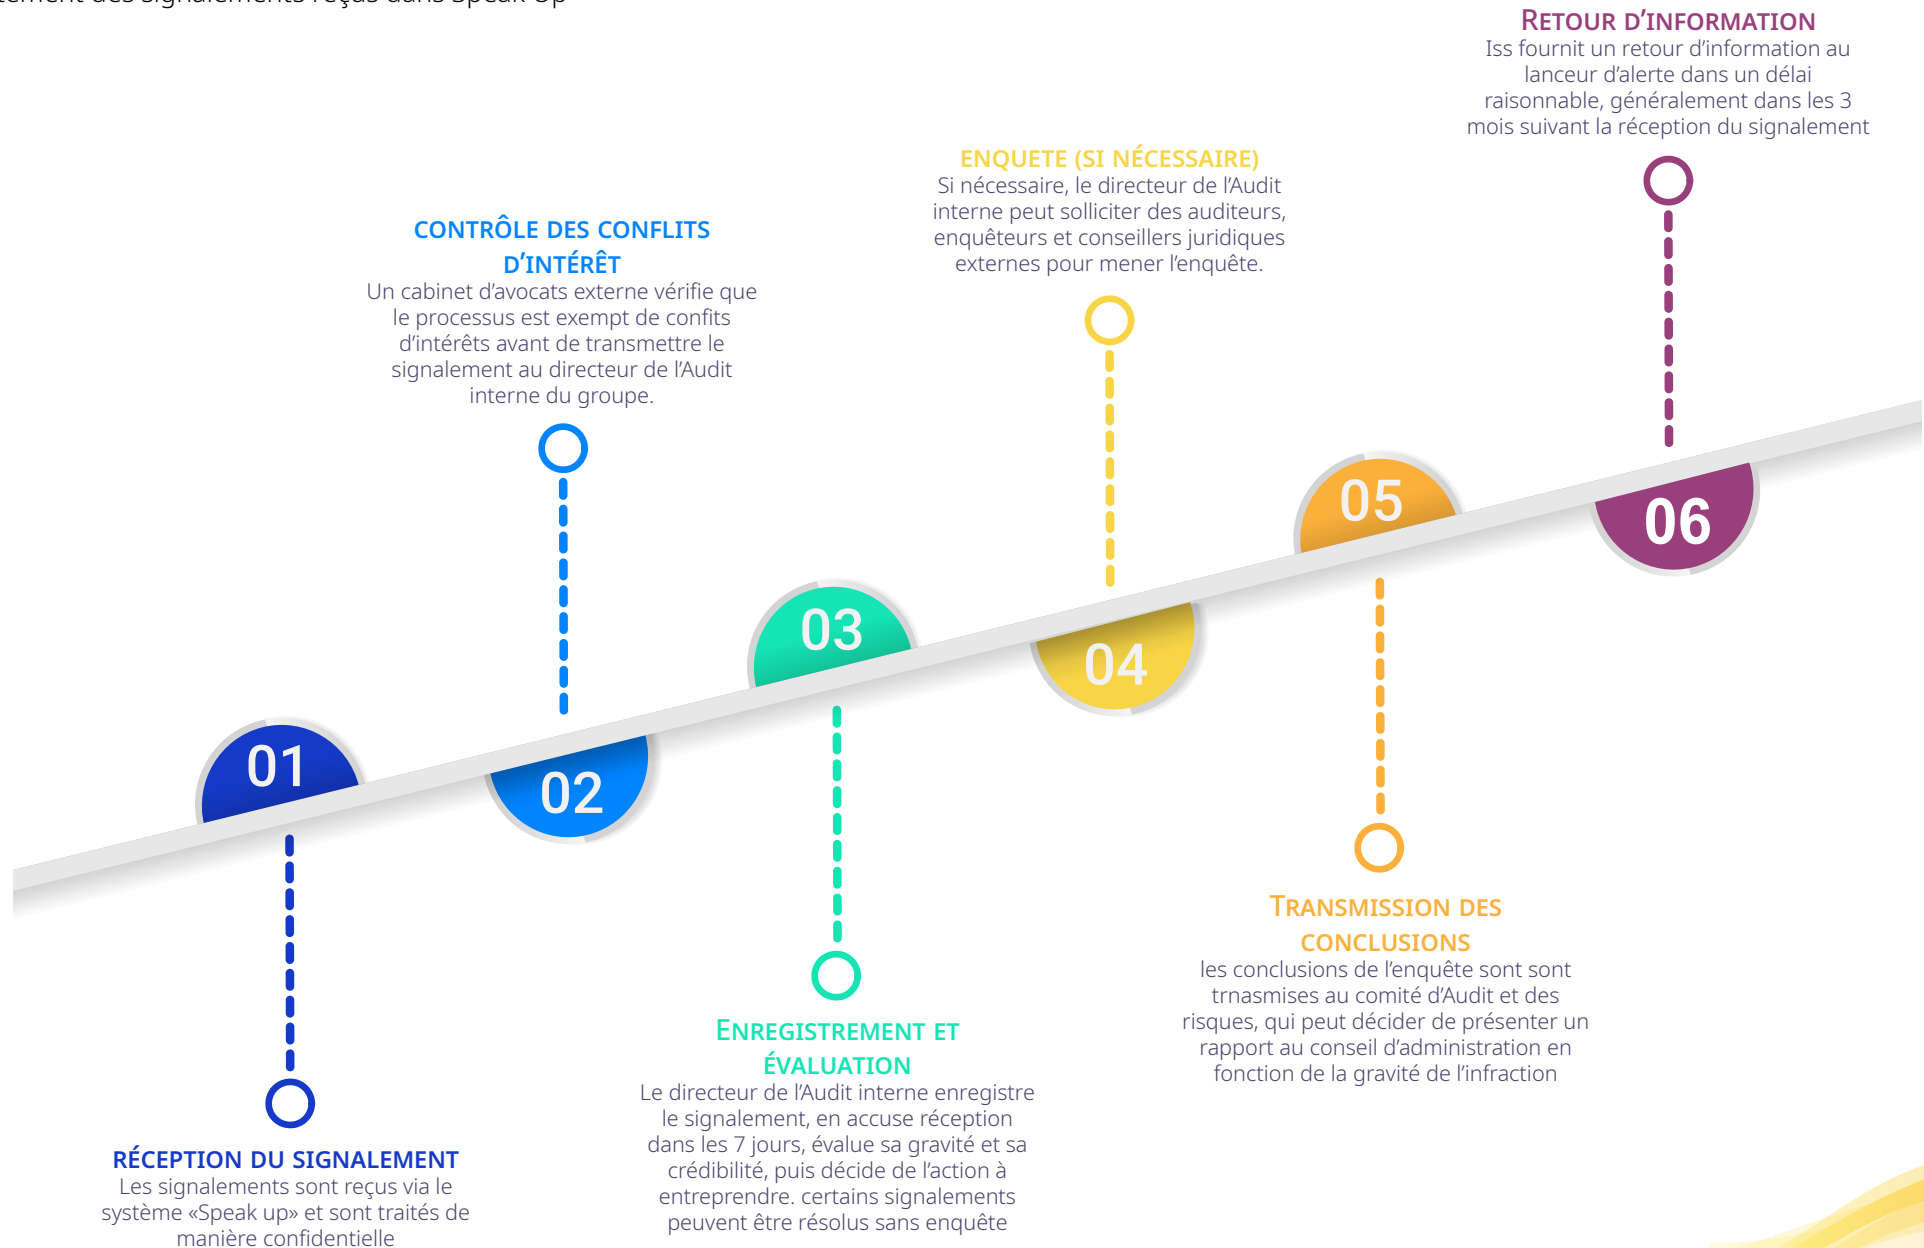 tement des signalements reçus dans Speak Up
RETOUR D'INFORMATION
Iss fournit un retour d'information au
lanceur d'alerte dans un délai
raisonnable, généralement dans les 3
mois suivant la réception du signalement
ENQUETE (SI NÉCESSAIRE)
Si nécessaire, le directeur de l'Audit
interne peut solliciter des auditeurs,
enquêteurs et conseillers juridiques
externes pour mener l'enquête.
CONTRÔLE DES CONFLITS
D'INTÉRÊT
Un cabinet d'avocats externe vérifie que
le processus est exempt de confits
d'intérêts avant de transmettre le
signalement au directeur de l'Audit
interne du groupe.
01
02
03
04
05
06
TRANSMISSION DES
CONCLUSIONS
les conclusions de l'enquête sont sont
trnasmises au comité d'Audit et des
risques, qui peut décider de présenter un
rapport au conseil d'administration en
fonction de la gravité de l'infraction
ENREGISTREMENT ET
ÉVALUATION
Le directeur de l'Audit interne enregistre
le signalement, en accuse réception
dans les 7 jours, évalue sa gravité et sa
crédibilité, puis décide de l'action à
entreprendre. certains signalements
peuvent être résolus sans enquête
RÉCEPTION DU SIGNALEMENT
Les signalements sont reçus via le
système «Speak up» et sont traités de
manière confidentielle